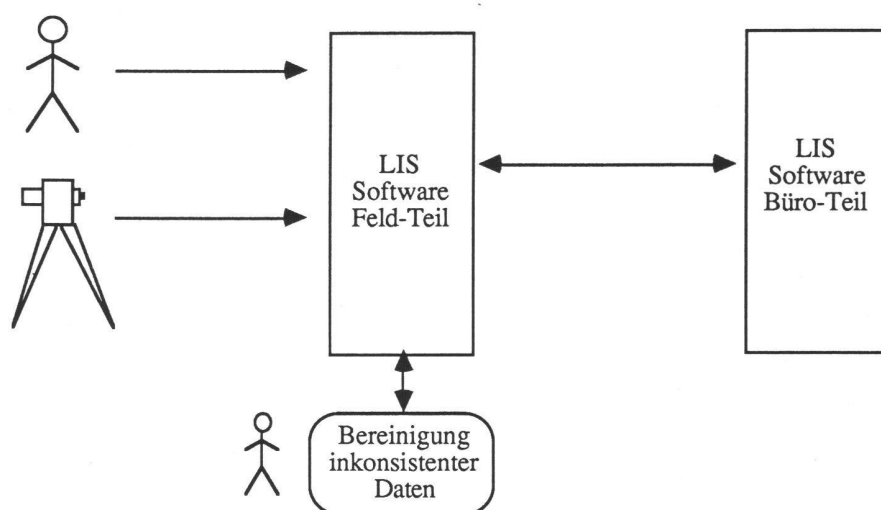 LIS
Software
Feld-Teil
LIS
Software
Büro-Teil
Bereinigung
inkonsistenter
Daten